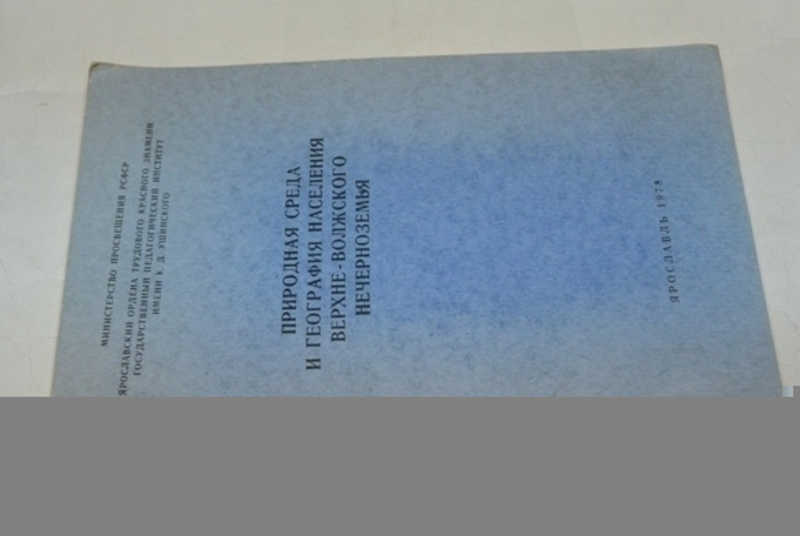 МИНИСТЕРСТВО ПРОСВЕЩЕНИЯ РСФСР
ЯРОСЛАВСКИЙ ОРДЕНА ТРУДОВОГО КРАСНОГО ЗНАМЕНИ
ГОСУДАРСТВЕННЫЙ ПЕДАГОГИЧЕСКИЙ ИНСТИТУТ
ИМЕНИ К. Д. УШИНСКОГО
ПРИРОДНАЯ СРЕДА
И ГЕОГРАФИЯ НАСЕЛЕНИЯ
ВЕРХНЕ-ВОЛЖСКОГО
НЕЧЕРНОЗЕМЬЯ
ЯРОСЛАВЛЬ 1978